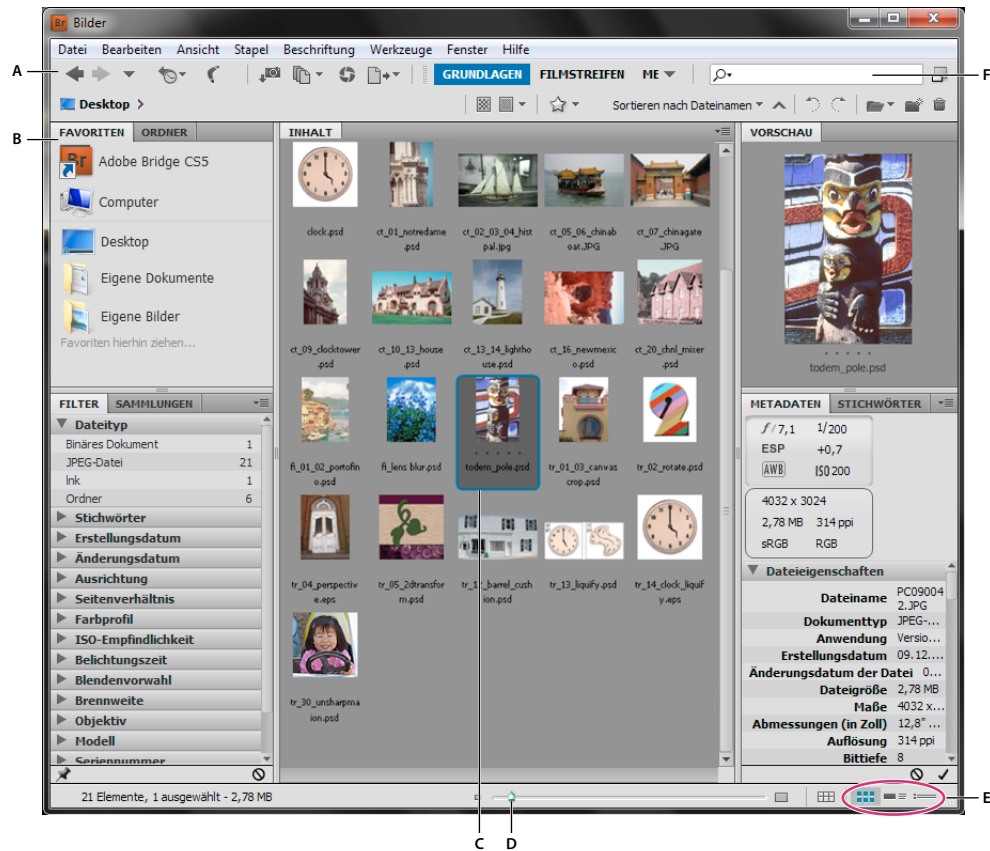 Br Bilder
Datei Bearbeiten Ansicht Stapel Beschriftung Werkzeuge Fenster Hilfe
A
GRUNDLAGEN FILMSTREIFEN ME
F
Desktop
Sortieren nach Dateinamen
B
FAVORITEN ORDNER
INHALT
VORSCHAU
Br Adobe Bridge CS5
Computer
Desktop
Eigene Dokumente
Eigene Bilder
Favoriten hierhin ziehen...
clock.psd
ct_01_notredame
.psd
ct_02_03_04_hist
pal.jpg
ct_05_06_chinab
oat.JPG
ct_07_chinagate
.JPG
ct_09_clocktower
.psd
ct_10_13_house
.psd
ct_13_14_lightho
use.psd
ct_16_newmexic
o.psd
ct_20_chnl_mixer
.psd
fi_01_02_portofin
o.psd
fi_lens blur.psd
todem_pole.psd
tr_01_03_canvas
crop.psd
tr_02_rotate.psd
tr_04_perspectiv
e.eps
tr_05_2dtransfor
m.psd
tr_12_barrel_cush
ion.psd
tr_13_liquify.psd
tr_14_clock_liquif
y.eps
tr_30_unsharpma
ion.psd
todem_pole.psd
FILTER SAMMLUNGEN
Dateityp
Binäres Dokument 1
JPEG-Datei 21
lnk 1
Ordner 6
Stichwörter
Erstellungsdatum
Änderungsdatum
Ausrichtung
Seitenverhältnis
Farbprofil
ISO-Empfindlichkeit
Belichtungszeit
Blendenvorwahl
Brennweite
Objektiv
Modell
Seriennummer
METADATEN STICHWÖRTER
f/7,1 1/200
ESP +0,7
AWB ISO 200
4032 x 3024
2,78 MB 314 ppi
sRGB RGB
Dateieigenschaften
Dateiname PC09004
2.JPG
Dokumenttyp JPEG-...
Anwendung Versio...
Erstellungsdatum 09.12....
Änderungsdatum der Datei 0...
Dateigröße 2,78 MB
Maße 4032 x...
Abmessungen (in Zoll) 12,8" ...
Auflösung 314 ppi
Bittiefe 8
21 Elemente, 1 ausgewählt - 2,78 MB
E
C D